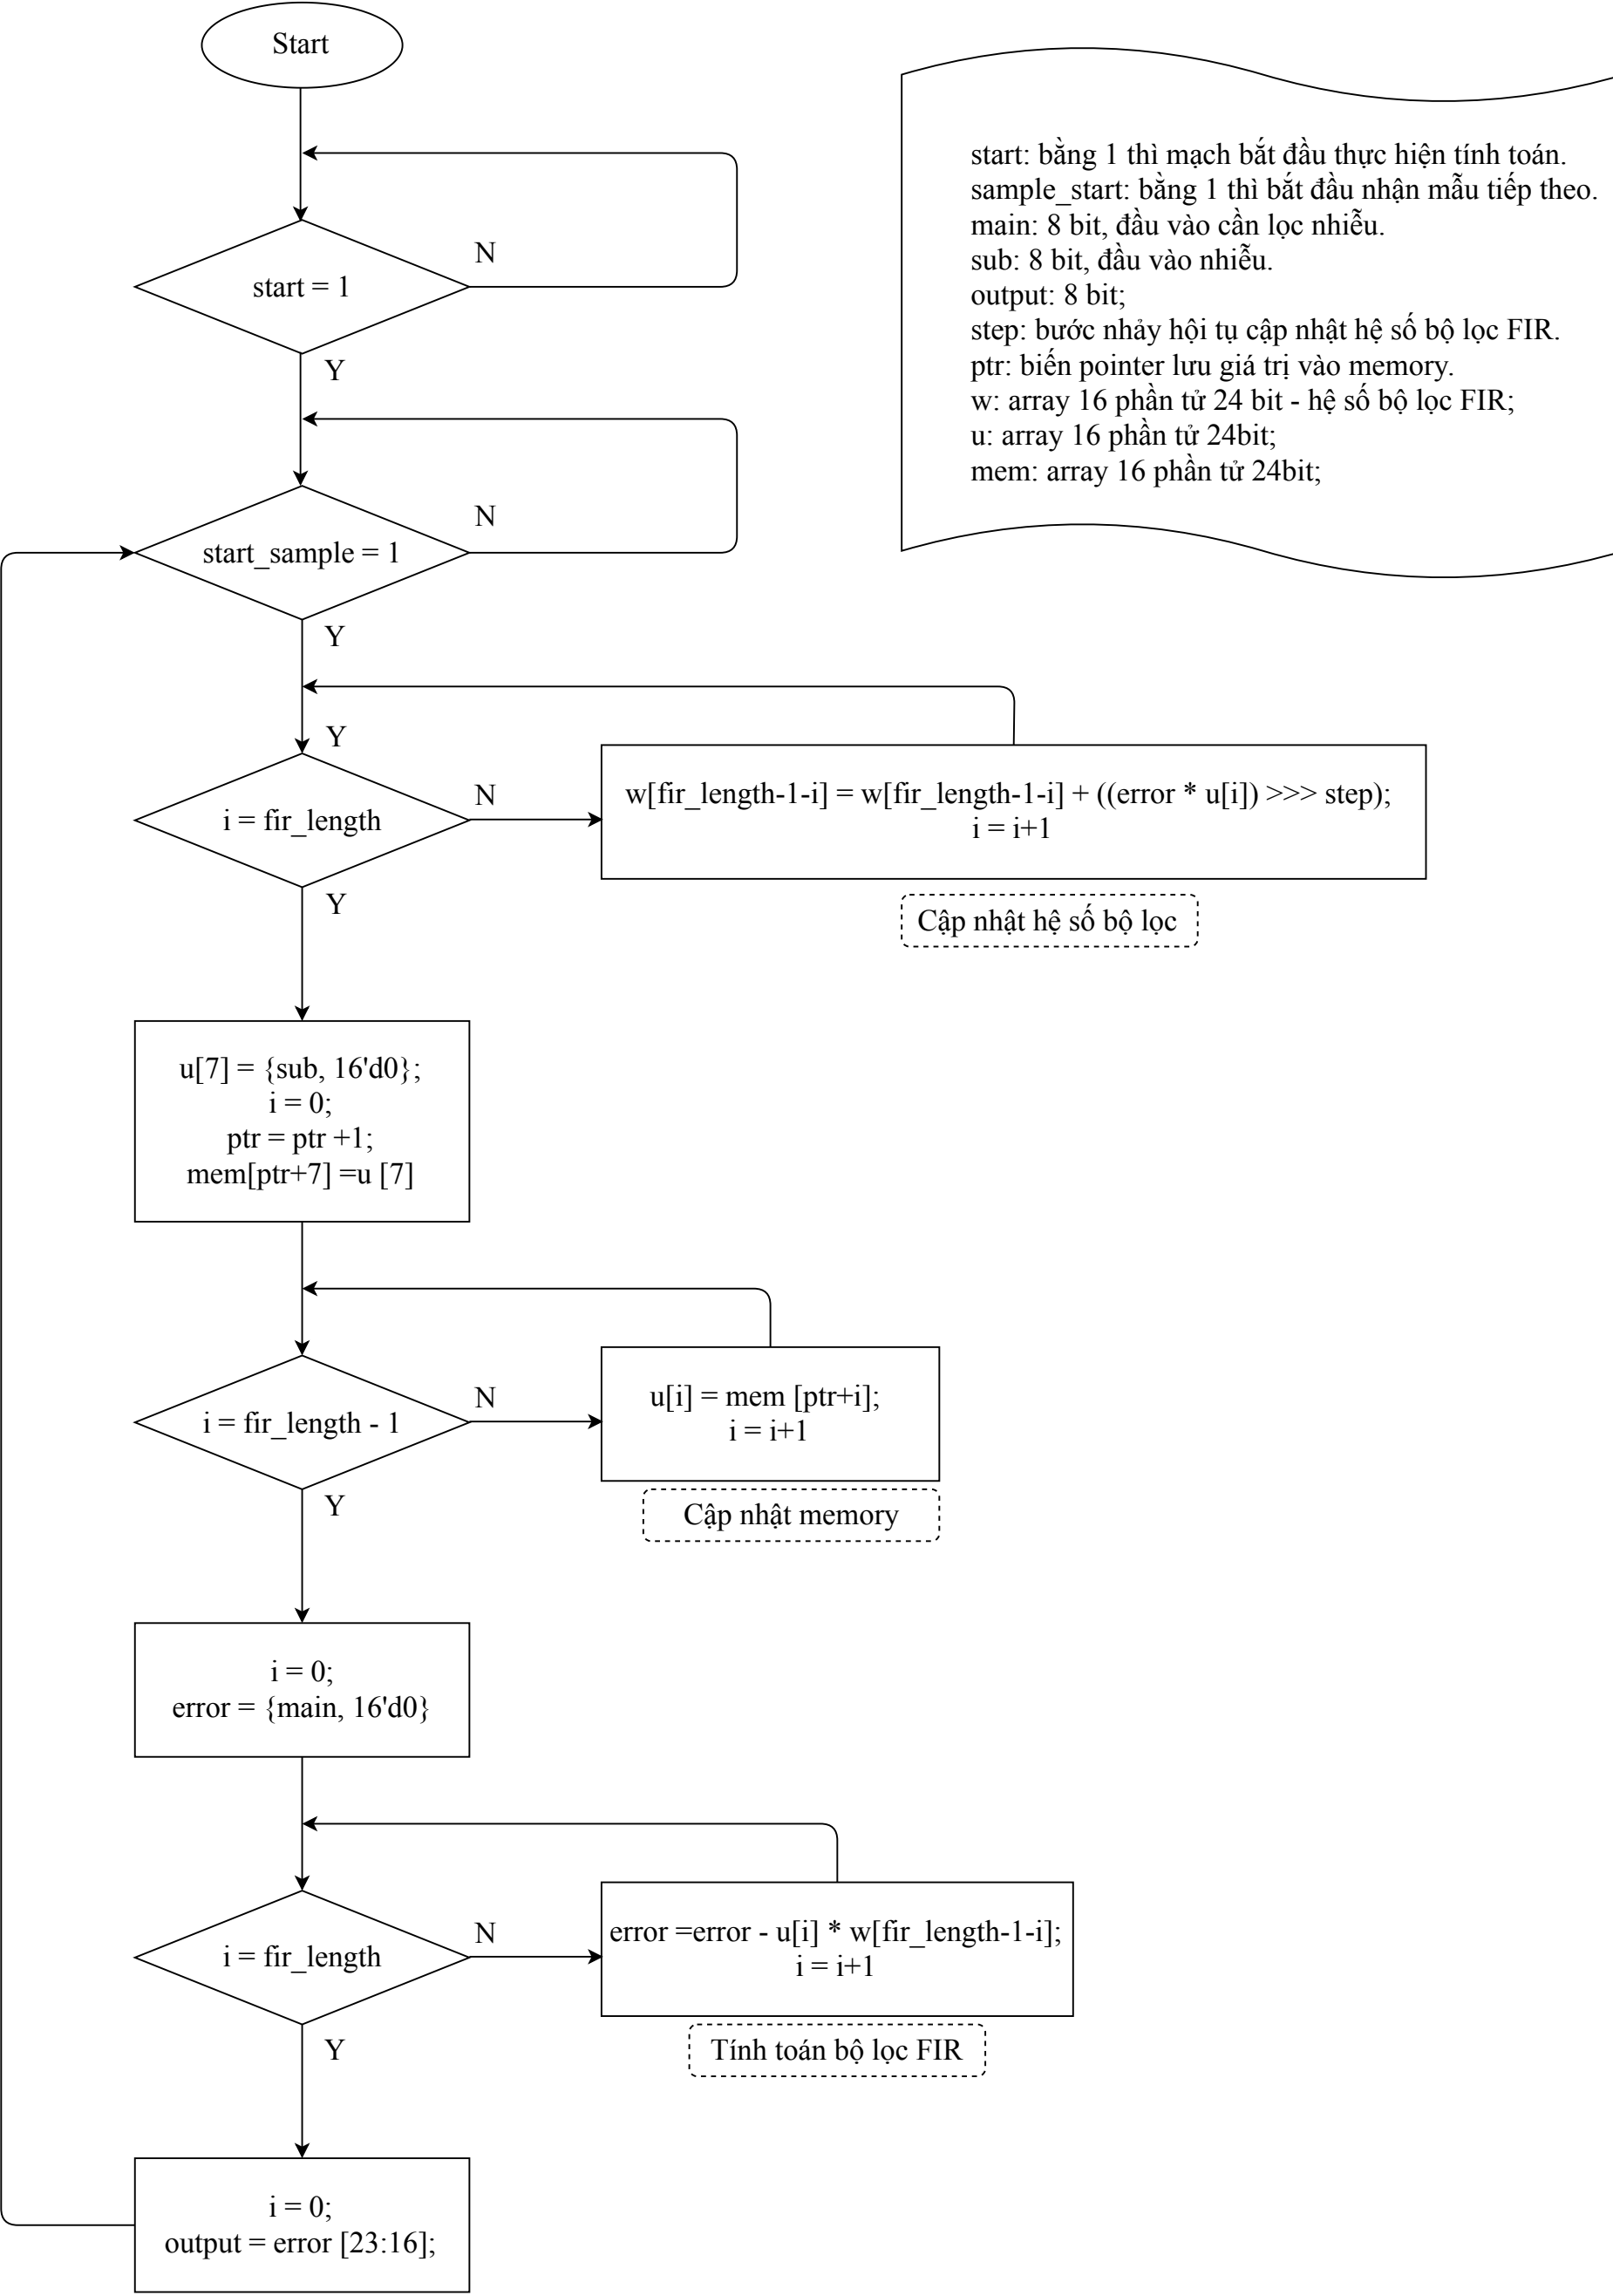 Start
start: bằng 1 thì mạch bắt đầu thực hiện tính toán.
sample_start: bằng 1 thì bắt đầu nhận mẫu tiếp theo.
main: 8 bit, đầu vào cần lọc nhiễu.
sub: 8 bit, đầu vào nhiễu.
output: 8 bit;
step: bước nhảy hội tụ cập nhật hệ số bộ lọc FIR.
ptr: biến pointer lưu giá trị vào memory.
w: array 16 phần tử 24 bit - hệ số bộ lọc FIR;
u: array 16 phần tử 24bit;
mem: array 16 phần tử 24bit;
N
start = 1
Y
N
start_sample = 1
Y
Y
N
i = fir_length
w[fir_length-1-i] = w[fir_length-1-i] + ((error * u[i]) >>> step);
i = i+1
Y
Cập nhật hệ số bộ lọc
u[7] = {sub, 16'd0};
i = 0;
ptr = ptr +1;
mem[ptr+7] =u [7]
N
i = fir_length - 1
u[i] = mem [ptr+i];
i = i+1
Y
Cập nhật memory
i = 0;
error = {main, 16'd0}
N
i = fir_length
error =error - u[i] * w[fir_length-1-i];
i = i+1
Y
Tính toán bộ lọc FIR
i = 0;
output = error [23:16];